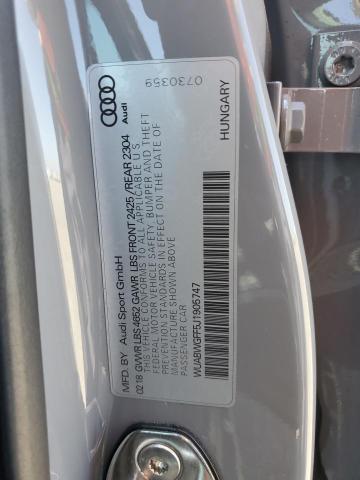 Audi
0730359
MFD. BY Audi Sport GmbH
02.18 GVWR LBS 4652 GAWR LBS FRONT 2425 / REAR 2304
THIS VEHICLE CONFORMS TO ALL APPLICABLE U S
FEDERAL MOTOR VEHICLE SAFETY, BUMPER AND THEFT
PREVENTION STANDARDS IN EFFECT ON THE DATE OF
MANUFACTURE SHOWN ABOVE
PASSENGER CAR
WUABWGFF5J1906747
HUNGARY